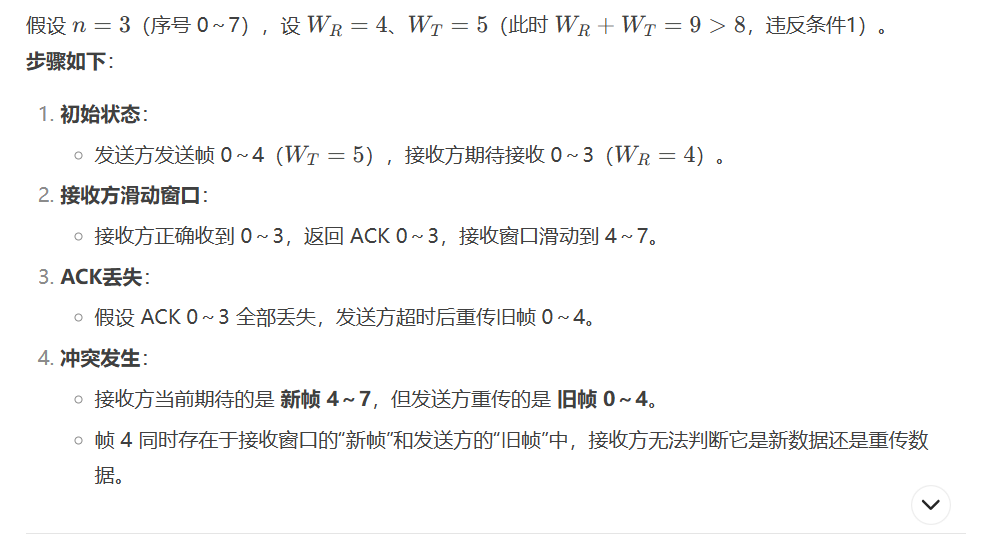 假设 n = 3（序号 0 ~ 7），设 W_R = 4、W_T = 5（此时 W_R + W_T = 9 > 8，违反条件1）。
步骤如下：
1. 初始状态：
◦ 发送方发送帧 0 ~ 4（W_T = 5），接收方期待接收 0 ~ 3（W_R = 4）。
2. 接收方滑动窗口：
◦ 接收方正确收到 0 ~ 3，返回 ACK 0 ~ 3，接收窗口滑动到 4 ~ 7。
3. ACK丢失：
◦ 假设 ACK 0 ~ 3 全部丢失，发送方超时后重传旧帧 0 ~ 4。
4. 冲突发生：
◦ 接收方当前期待的是 新帧 4 ~ 7，但发送方重传的是 旧帧 0 ~ 4。
◦ 帧 4 同时存在于接收窗口的“新帧”和发送方的“旧帧”中，接收方无法判断它是新数据还是重传数
据。